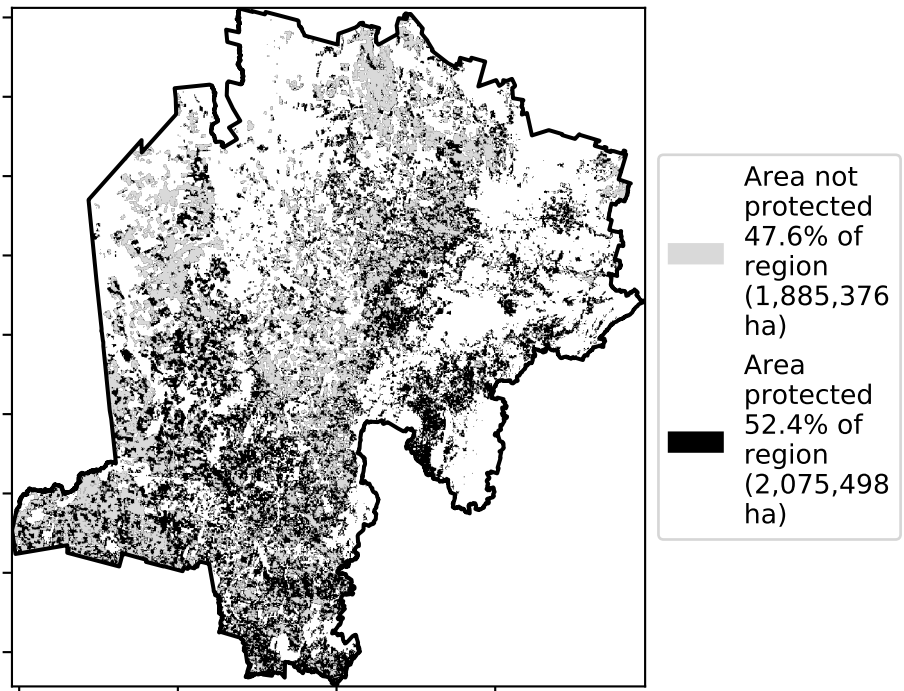 Area not
protected
47.6% of
region
(1,885,376
ha)
Area
protected
52.4% of
region
(2,075,498
ha)